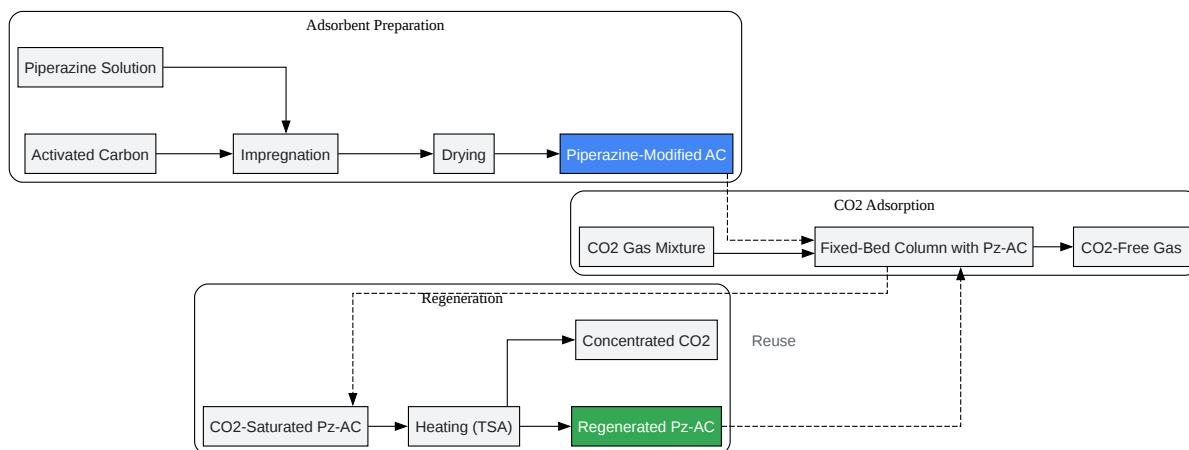 Adsorbent Preparation
Piperazine Solution
Activated Carbon
Impregnation
Drying
Piperazine-Modified AC
CO2 Adsorption
CO2 Gas Mixture
Fixed-Bed Column with Pz-AC
CO2-Free Gas
Regeneration
Concentrated CO2
Reuse
CO2-Saturated Pz-AC
Heating (TSA)
Regenerated Pz-AC